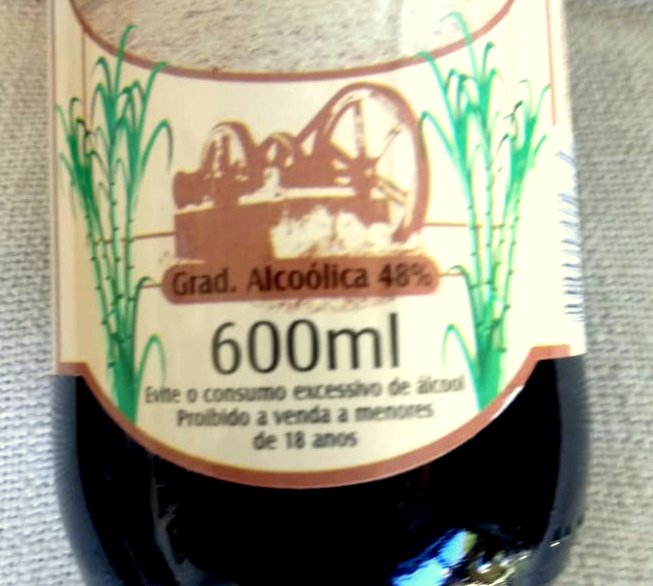 Grad. Alcoólica 48%
600ml
Evite o consumo excessivo de álcool
Proibido a venda a menores
de 18 anos